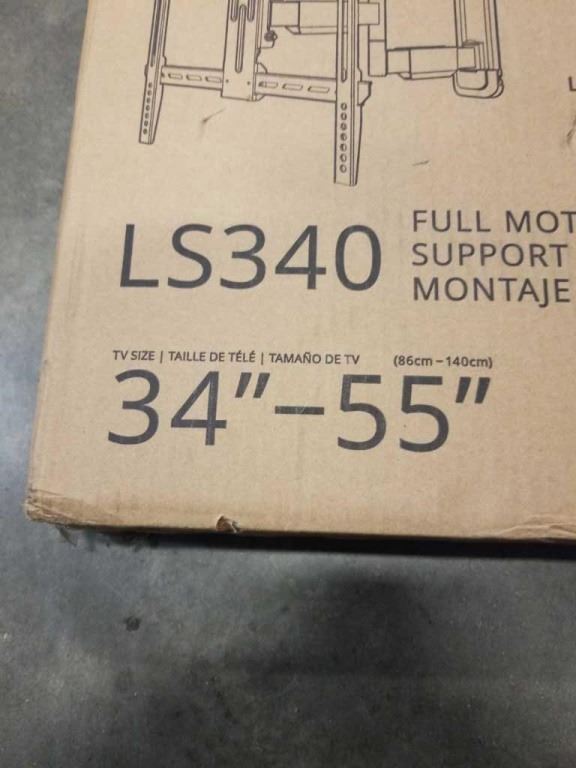 L
LS340
FULL MOT
SUPPORT
MONTAJE
TV SIZE | TAILLE DE TÉLÉ | TAMAÑO DE TV (86cm – 140cm)
34”–55”